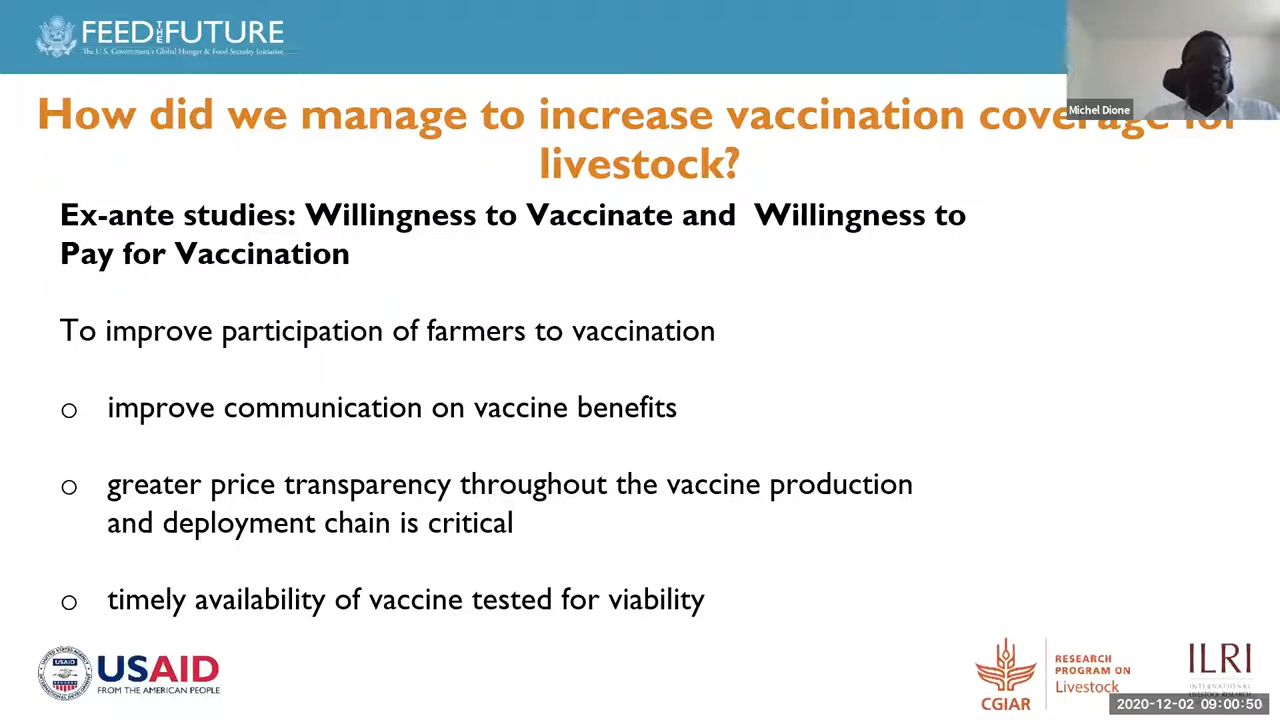 FEED THE FUTURE
The U.S. Government's Global Hunger & Food Security Initiative
Michel Dione
How did we manage to increase vaccination coverage for
livestock?
Ex-ante studies: Willingness to Vaccinate and Willingness to
Pay for Vaccination
To improve participation of farmers to vaccination
o improve communication on vaccine benefits
o greater price transparency throughout the vaccine production
and deployment chain is critical
o timely availability of vaccine tested for viability
USAID
USAID
FROM THE AMERICAN PEOPLE
CGIAR
RESEARCH
PROGRAM ON
Livestock
ILRI
INTERNATIONAL
LIVESTOCK RESEARCH
2020-12-02 09:00:50